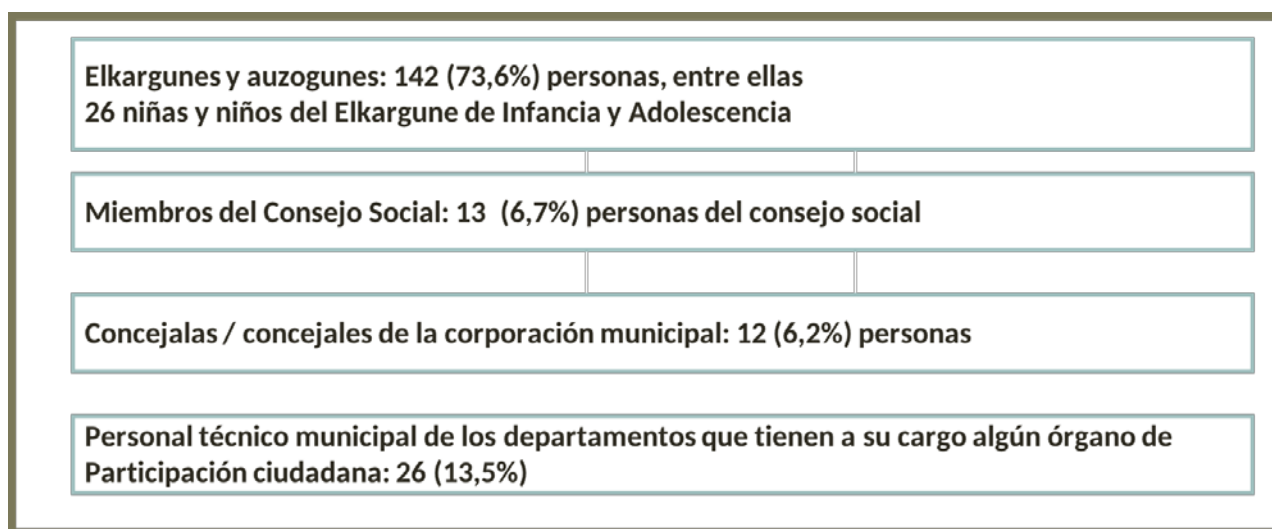 Elkargunes y auzogunes: 142 (73,6%) personas, entre ellas
26 niñas y niños del Elkargune de Infancia y Adolescencia
Miembros del Consejo Social: 13 (6,7%) personas del consejo social
Concejalas / concejales de la corporación municipal: 12 (6,2%) personas
Personal técnico municipal de los departamentos que tienen a su cargo algún órgano de
Participación ciudadana: 26 (13,5%)